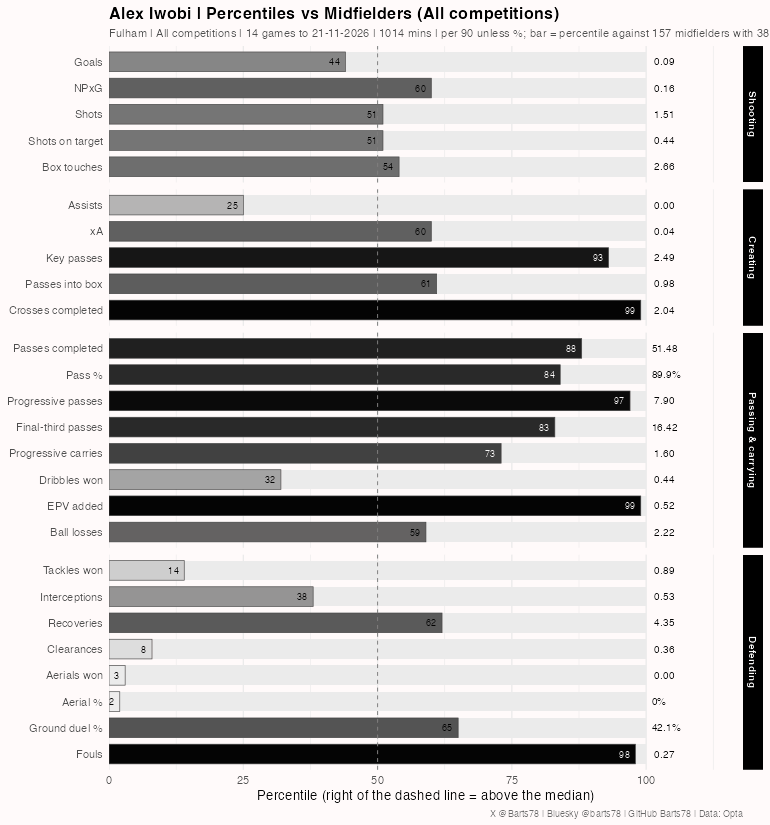 Alex Iwobi | Percentiles vs Midfielders (All competitions)
Fulham | All competitions | 14 games to 21-11-2026 | 1014 mins | per 90 unless %; bar = percentile against 157 midfielders with 38
Goals 44 0.09
NPxG 60 0.16
Shots 51 1.51
Shots on target 51 0.44
Box touches 54 2.66
Shooting
Assists 25 0.00
xA 60 0.04
Key passes 93 2.49
Passes into box 61 0.98
Crosses completed 99 2.04
Creating
Passes completed 88 51.48
Pass % 84 89.9%
Progressive passes 97 7.90
Final-third passes 83 16.42
Progressive carries 73 1.60
Dribbles won 32 0.44
EPV added 99 0.52
Ball losses 59 2.22
Passing & carrying
Tackles won 14 0.89
Interceptions 38 0.53
Recoveries 62 4.35
Clearances 8 0.36
Aerials won 3 0.00
Aerial % 2 0%
Ground duel % 65 42.1%
Fouls 98 0.27
Defending
0 25 50 75 100
Percentile (right of the dashed line = above the median)
X @Barts78 | Bluesky @barts78 | GitHub Barts78 | Data: Opta